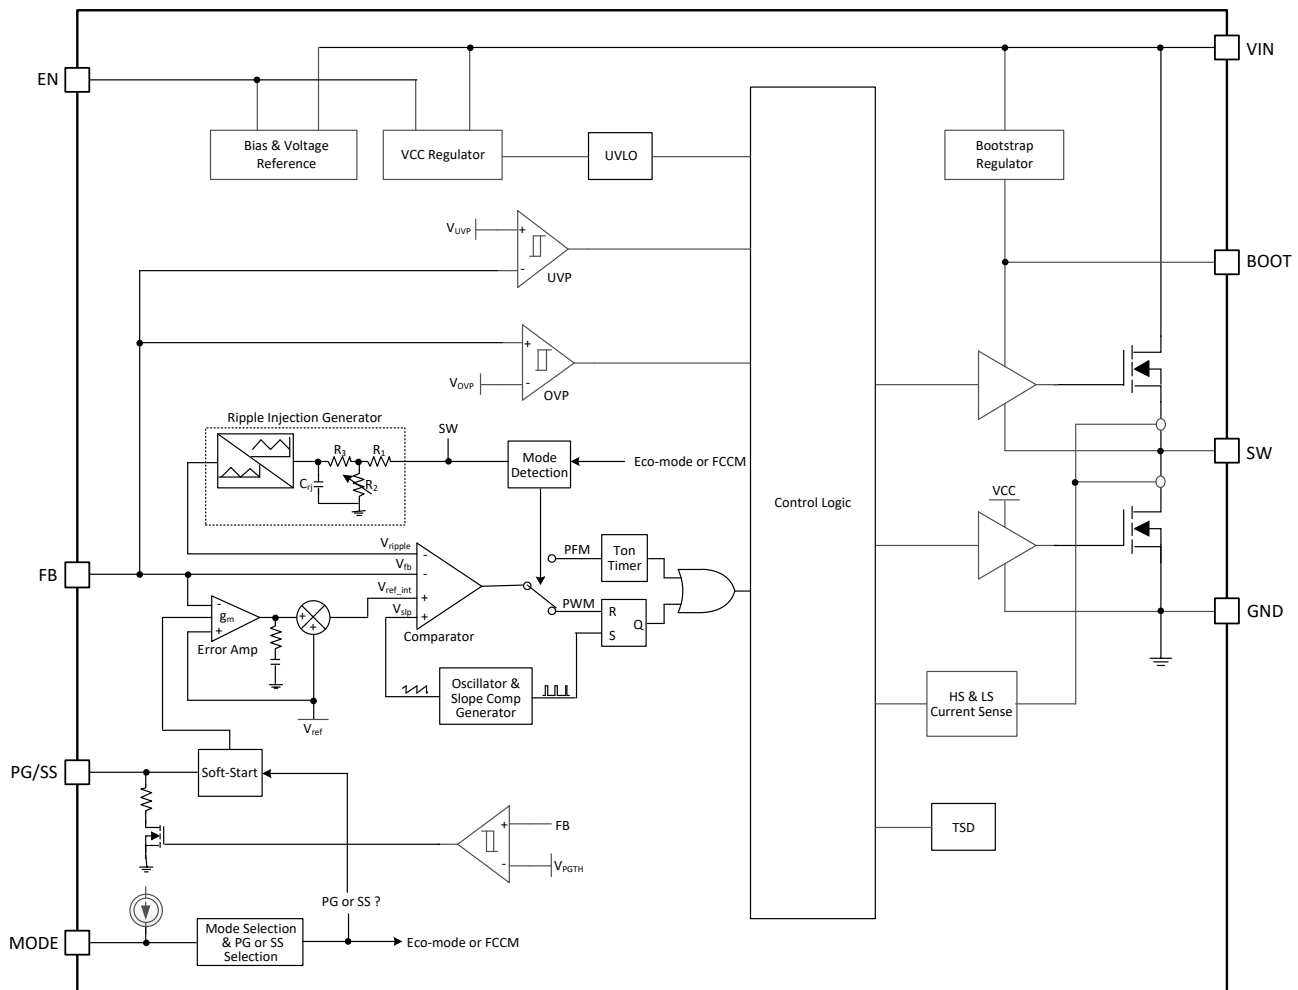 VIN
EN
Bias & Voltage
Reference
VCC Regulator
UVLO
Bootstrap
Regulator
VUVP
+
-
UVP
BOOT
+
VOVP
-
OVP
Ripple Injection Generator
SW
R3
R1
Crj
R2
Mode
Detection
Eco-mode or FCCM
SW
VCC
Control Logic
Vripple
-
FB
Vfb
-
PFM
Ton
Timer
Vref_int
+
Vslp
+
Comparator
PWM
R
S
Q
GND
-
gm
+
Error Amp
+
+
Oscillator &
Slope Comp
Generator
HS & LS
Current Sense
Vref
PG/SS
Soft-Start
+
FB
-
VPGTH
TSD
PG or SS ?
MODE
Mode Selection
& PG or SS
Selection
Eco-mode or FCCM